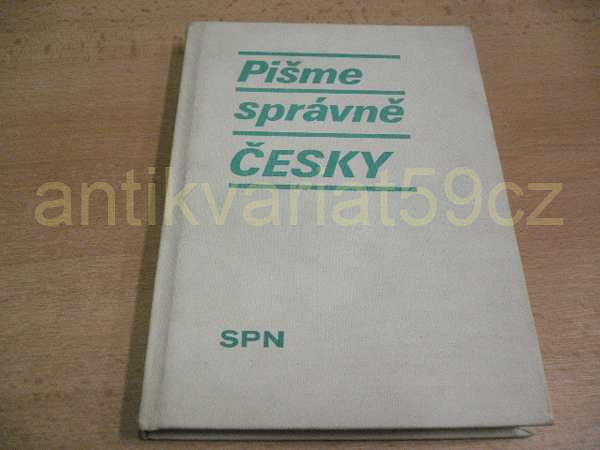 Pišme
správně
ČESKY
antikvariat59cz
SPN